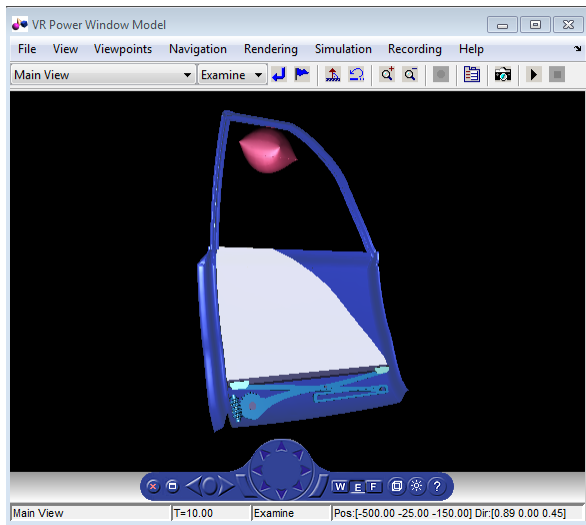 VR Power Window Model
File View Viewpoints Navigation Rendering Simulation Recording Help
Main View Examine
W E F ?
Main View T=10.00 Examine Pos:[-500.00 -25.00 -150.00] Dir:[0.89 0.00 0.45]